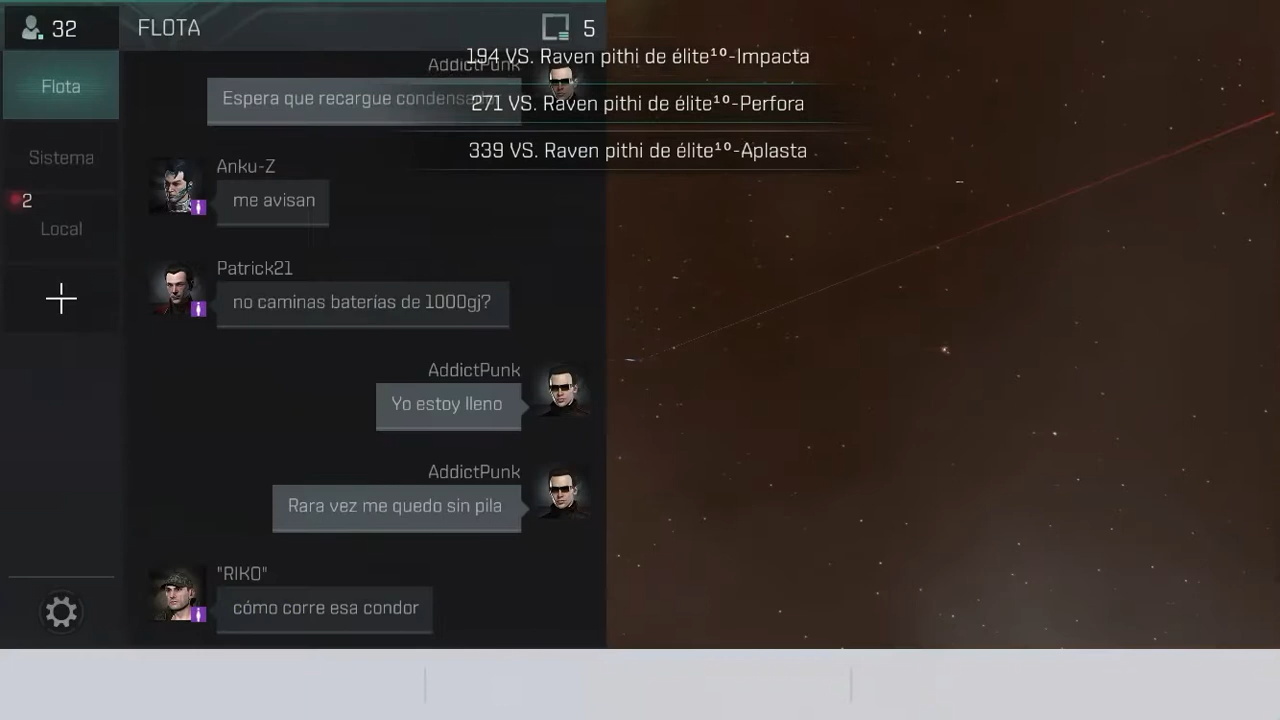 32
FLOTA
5
Flota
Sistema
2
Local
194 VS. Raven pithi de élite¹⁰-Impacta
271 VS. Raven pithi de élite¹⁰-Perfora
339 VS. Raven pithi de élite¹⁰-Aplasta
AddictPunk
Espera que recargue
Anku-Z
me avisan
Patrick21
no caminas baterías de 1000gj?
AddictPunk
Yo estoy lleno
AddictPunk
Rara vez me quedo sin pila
"RIKO"
cómo corre esa condor